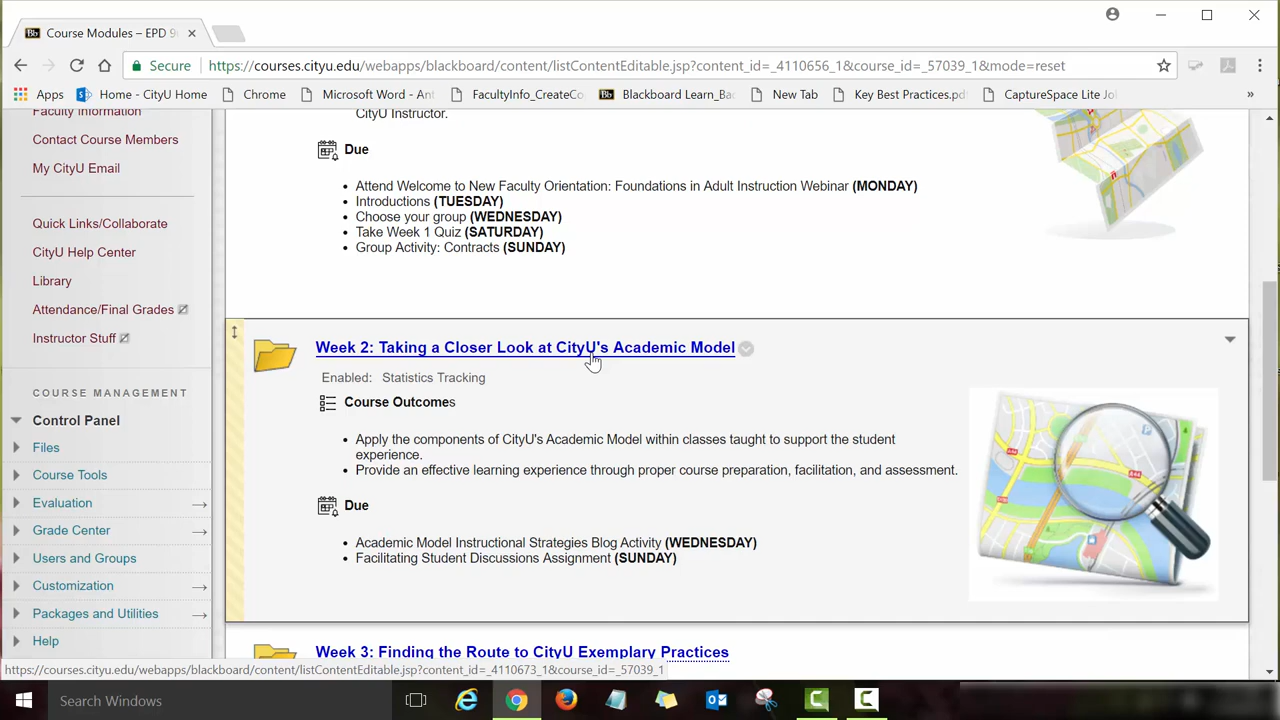 Course Modules – EPD 9
Secure
https://courses.cityu.edu/webapps/blackboard/content/listContentEditable.jsp?content_id=_4110656_1&course_id=_57039_1&mode=reset
Apps
Home - CityU Home
Chrome
Microsoft Word - Ant
FacultyInfo_CreateCo
Blackboard Learn_Ba
New Tab
Key Best Practices.pd
CaptureSpace Lite Jo
»
Faculty Information
Contact Course Members
My CityU Email
Quick Links/Collaborate
CityU Help Center
Library
Attendance/Final Grades
Instructor Stuff
COURSE MANAGEMENT
Control Panel
Files
Course Tools
Evaluation
Grade Center
Users and Groups
Customization
Packages and Utilities
Help
CityU Instructor.
Due
• Attend Welcome to New Faculty Orientation: Foundations in Adult Instruction Webinar (MONDAY)
• Introductions (TUESDAY)
• Choose your group (WEDNESDAY)
• Take Week 1 Quiz (SATURDAY)
• Group Activity: Contracts (SUNDAY)
Week 2: Taking a Closer Look at CityU's Academic Model
Enabled: Statistics Tracking
Course Outcomes
• Apply the components of CityU's Academic Model within classes taught to support the student
experience.
• Provide an effective learning experience through proper course preparation, facilitation, and assessment.
Due
• Academic Model Instructional Strategies Blog Activity (WEDNESDAY)
• Facilitating Student Discussions Assignment (SUNDAY)
Week 3: Finding the Route to CityU Exemplary Practices
https://courses.cityu.edu/webapps/blackboard/content/listContentEditable.jsp?content_id=_4110673_1&course_id=_57039_1
Search Windows